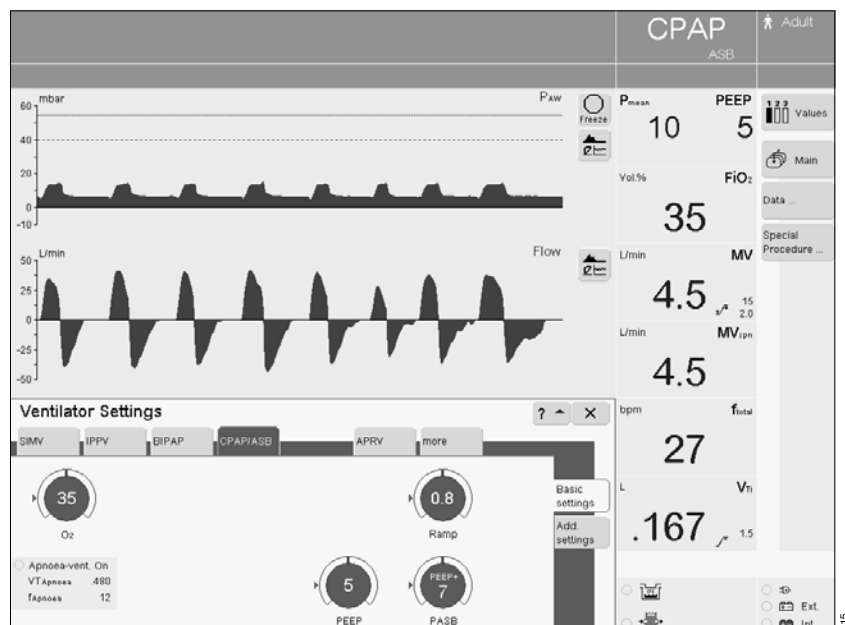 CPAP
ASB
Adult
mbar
Paw
60
40
20
0
-10
Freeze
L/min
Flow
50
25
0
-25
-50
Pmean PEEP
10 5
Vol.% FiO2
35
L/min MV
4.5
15
2.0
L/min MVspn
4.5
bpm ftotal
27
L VTi
.167
1.5
1 2 3
Values
Main
Data ...
Special
Procedure ...
Ventilator Settings
?
SIMV IPPV BIPAP CPAP/ASB APRV more
35
O2
0.8
Ramp
Basic
settings
Add.
settings
Apnoea-vent. On
VTApnoea .480
fApnoea 12
5
PEEP
PEEP+
7
PASB
Ext.
Int.